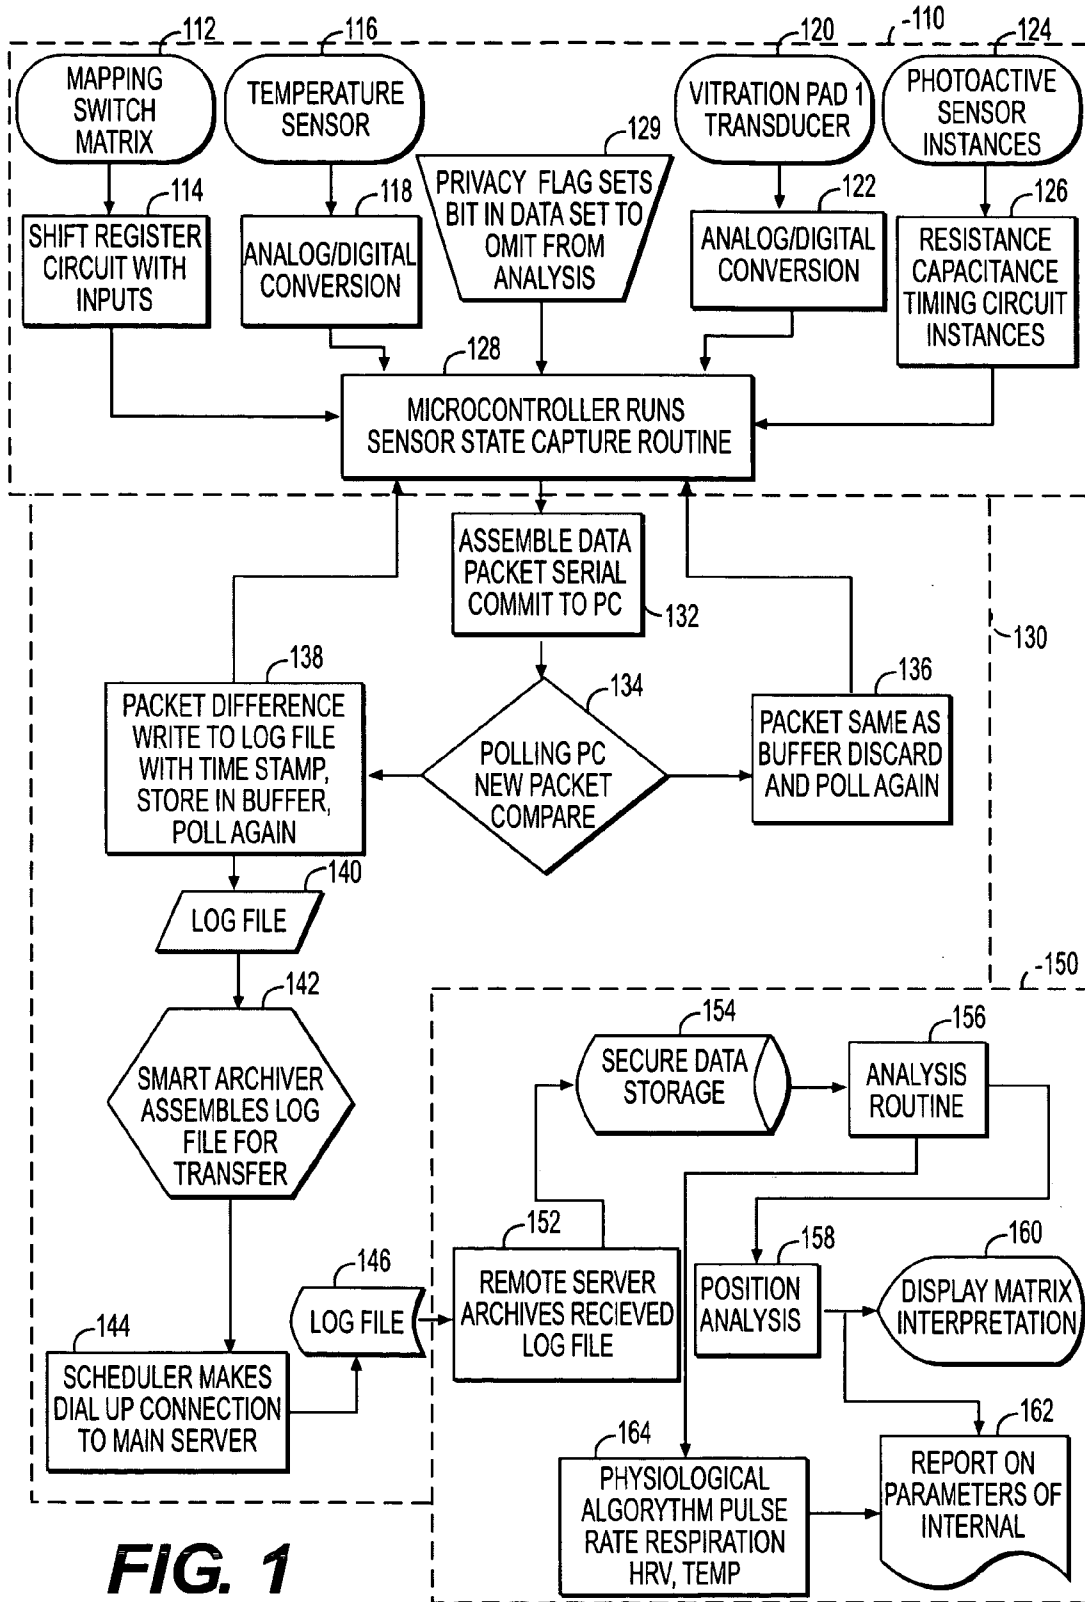 112
116
120
-110
124
MAPPING
SWITCH
MATRIX
TEMPERATURE
SENSOR
VITRATION PAD 1
TRANSDUCER
PHOTOACTIVE
SENSOR
INSTANCES
129
PRIVACY FLAG SETS
BIT IN DATA SET TO
OMIT FROM
ANALYSIS
114
SHIFT REGISTER
CIRCUIT WITH
INPUTS
118
ANALOG/DIGITAL
CONVERSION
122
ANALOG/DIGITAL
CONVERSION
126
RESISTANCE
CAPACITANCE
TIMING CIRCUIT
INSTANCES
128
MICROCONTROLLER RUNS
SENSOR STATE CAPTURE ROUTINE
ASSEMBLE DATA
PACKET SERIAL
COMMIT TO PC
132
130
138
PACKET DIFFERENCE
WRITE TO LOG FILE
WITH TIME STAMP,
STORE IN BUFFER,
POLL AGAIN
134
POLLING PC
NEW PACKET
COMPARE
136
PACKET SAME AS
BUFFER DISCARD
AND POLL AGAIN
140
LOG FILE
142
SMART ARCHIVER
ASSEMBLES LOG
FILE FOR
TRANSFER
144
SCHEDULER MAKES
DIAL UP CONNECTION
TO MAIN SERVER
146
LOG FILE
-150
152
REMOTE SERVER
ARCHIVES RECIEVED
LOG FILE
154
SECURE DATA
STORAGE
156
ANALYSIS
ROUTINE
158
POSITION
ANALYSIS
160
DISPLAY MATRIX
INTERPRETATION
162
REPORT ON
PARAMETERS OF
INTERNAL
164
PHYSIOLOGICAL
ALGORYTHM PULSE
RATE RESPIRATION
HRV, TEMP
FIG. 1